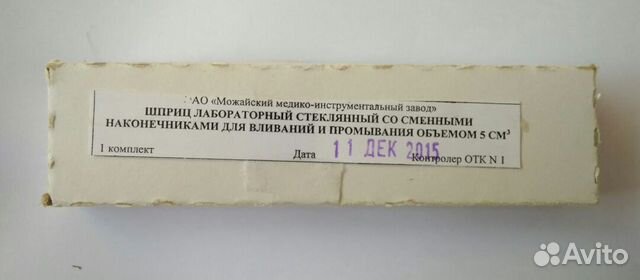 АО «Можайский медико-инструментальный завод»
ШПРИЦ ЛАБОРАТОРНЫЙ СТЕКЛЯННЫЙ СО СМЕННЫМИ
НАКОНЕЧНИКАМИ ДЛЯ ВЛИВАНИЙ И ПРОМЫВАНИЯ ОБЪЕМОМ 5 СМ³
1 комплект Дата 11 ДЕК 2015 Контролер ОТК N 1
Avito